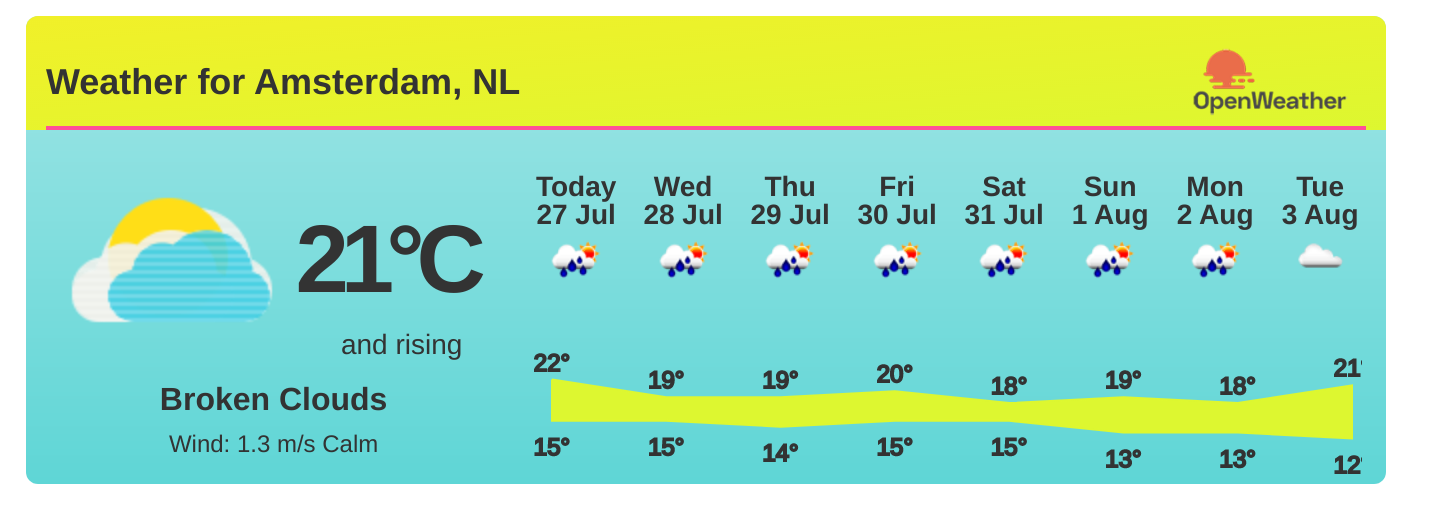 Weather for Amsterdam, NL
OpenWeather
Today Wed Thu Fri Sat Sun Mon Tue
27 Jul 28 Jul 29 Jul 30 Jul 31 Jul 1 Aug 2 Aug 3 Aug
21°C
and rising
Broken Clouds
Wind: 1.3 m/s Calm
22° 19° 19° 20° 18° 19° 18° 21°
15° 15° 14° 15° 15° 13° 13° 12°